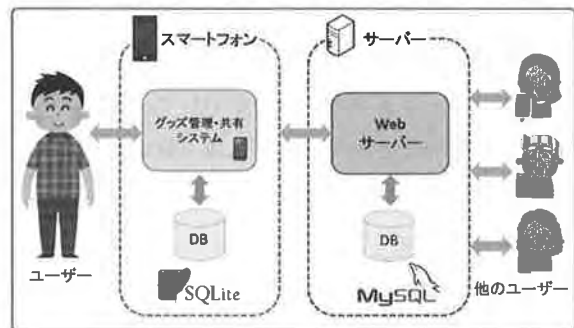 スマートフォン
サーバー
グッズ管理・共有
システム
Web
サーバー
DB
DB
ユーザー
SQLite
MySQL
他のユーザー